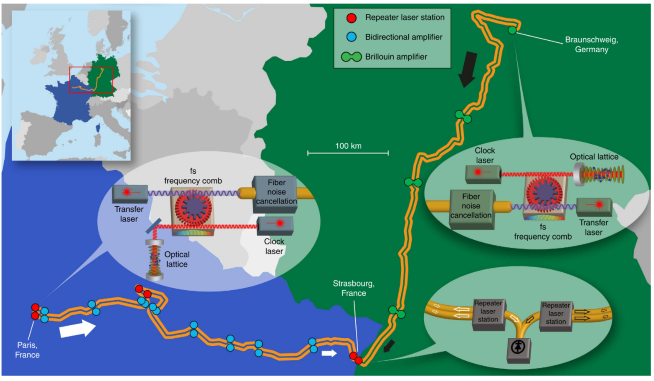 Repeater laser station
Bidirectional amplifier
Brillouin amplifier
Braunschweig,
Germany
100 km
Clock
laser
Optical lattice
Fiber
noise
cancellation
fs
frequency comb
Transfer
laser
fs
frequency comb
Fiber
noise
cancellation
Transfer
laser
Clock
laser
Optical
lattice
Strasbourg,
France
Repeater
laser
station
Repeater
laser
station
Paris,
France